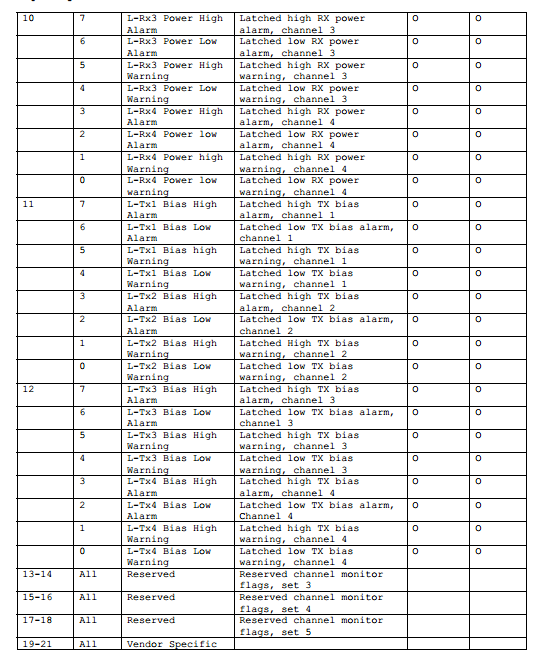 10 7 L-Rx3 Power High Latched high RX power O O
Alarm alarm, channel 3
6 L-Rx3 Power Low Latched low RX power O O
Alarm alarm, channel 3
5 L-Rx3 Power High Latched high RX power O O
Warning warning, channel 3
4 L-Rx3 Power Low Latched low RX power O O
Warning warning, channel 3
3 L-Rx4 Power High Latched high RX power O O
Alarm alarm, channel 4
2 L-Rx4 Power low Latched low RX power O O
Alarm alarm, channel 4
1 L-Rx4 Power high Latched high RX power O O
Warning warning, channel 4
0 L-Rx4 Power low Latched low RX power O O
warning warning, channel 4
11 7 L-Tx1 Bias High Latched high TX bias O O
Alarm alarm, channel 1
6 L-Tx1 Bias Low Latched low TX bias alarm, O O
Alarm channel 1
5 L-Tx1 Bias high Latched high TX bias O O
Warning warning, channel 1
4 L-Tx1 Bias Low Latched low TX bias O O
Warning warning, channel 1
3 L-Tx2 Bias High Latched high TX bias O O
Alarm alarm, channel 2
2 L-Tx2 Bias Low Latched low TX bias alarm, O O
Alarm channel 2
1 L-Tx2 Bias High Latched High TX bias O O
Warning warning, channel 2
0 L-Tx2 Bias Low Latched low TX bias O O
Warning warning, channel 2
12 7 L-Tx3 Bias High Latched high TX bias O O
Alarm alarm, channel 3
6 L-Tx3 Bias Low Latched low TX bias alarm, O O
Alarm channel 3
5 L-Tx3 Bias High Latched high TX bias O O
Warning warning, channel 3
4 L-Tx3 Bias Low Latched low TX bias O O
Warning warning, channel 3
3 L-Tx4 Bias High Latched high TX bias O O
Alarm alarm, channel 4
2 L-Tx4 Bias Low Latched low TX bias alarm, O O
Alarm Channel 4
1 L-Tx4 Bias High Latched high TX bias O O
Warning warning, channel 4
0 L-Tx4 Bias Low Latched low TX bias O O
Warning warning, channel 4
13-14 All Reserved Reserved channel monitor
flags, set 3
15-16 All Reserved Reserved channel monitor
flags, set 4
17-18 All Reserved Reserved channel monitor
flags, set 5
19-21 All Vendor Specific